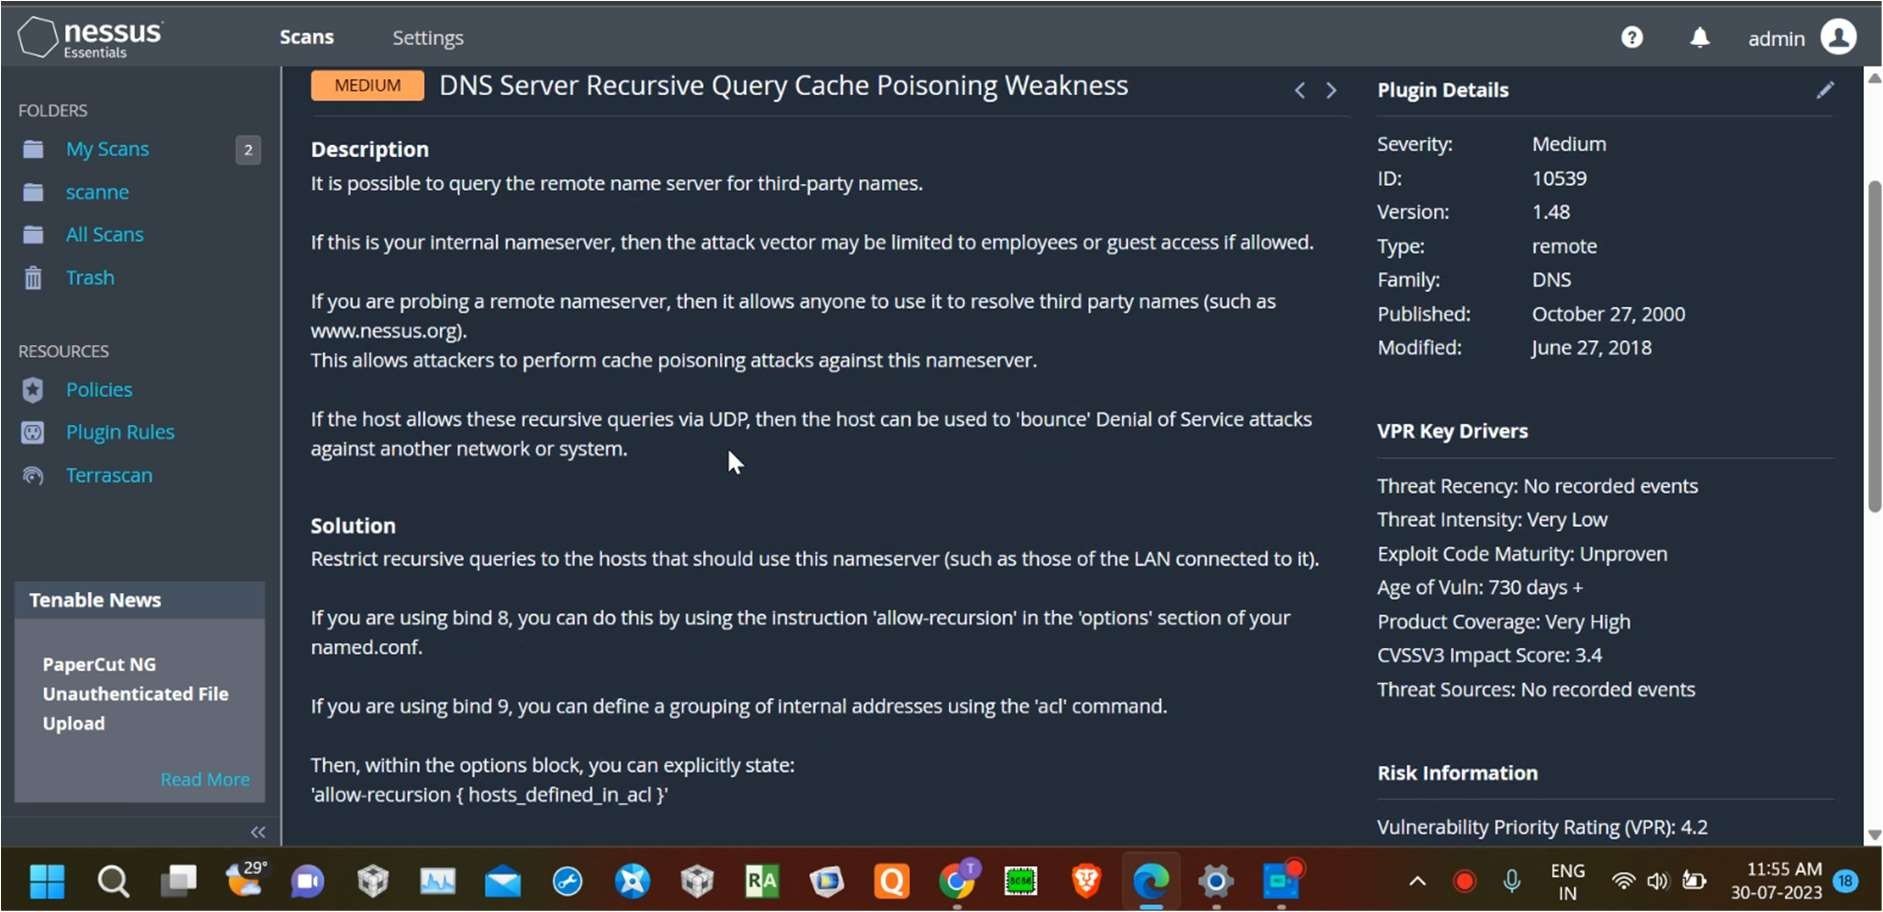 nessus
Essentials
Scans
Settings
?
admin
FOLDERS
My Scans
2
scanne
All Scans
Trash
RESOURCES
Policies
Plugin Rules
Terrascan
Tenable News
PaperCut NG
Unauthenticated File
Upload
Read More
MEDIUM
DNS Server Recursive Query Cache Poisoning Weakness
Description
It is possible to query the remote name server for third-party names.
If this is your internal nameserver, then the attack vector may be limited to employees or guest access if allowed.
If you are probing a remote nameserver, then it allows anyone to use it to resolve third party names (such as
www.nessus.org).
This allows attackers to perform cache poisoning attacks against this nameserver.
If the host allows these recursive queries via UDP, then the host can be used to 'bounce' Denial of Service attacks
against another network or system.
Solution
Restrict recursive queries to the hosts that should use this nameserver (such as those of the LAN connected to it).
If you are using bind 8, you can do this by using the instruction 'allow-recursion' in the 'options' section of your
named.conf.
If you are using bind 9, you can define a grouping of internal addresses using the 'acl' command.
Then, within the options block, you can explicitly state:
'allow-recursion { hosts_defined_in_acl }'
Plugin Details
Severity: Medium
ID: 10539
Version: 1.48
Type: remote
Family: DNS
Published: October 27, 2000
Modified: June 27, 2018
VPR Key Drivers
Threat Recency: No recorded events
Threat Intensity: Very Low
Exploit Code Maturity: Unproven
Age of Vuln: 730 days +
Product Coverage: Very High
CVSSV3 Impact Score: 3.4
Threat Sources: No recorded events
Risk Information
Vulnerability Priority Rating (VPR): 4.2
29°
RA
Q
T
ENG
IN
11:55 AM
30-07-2023
18